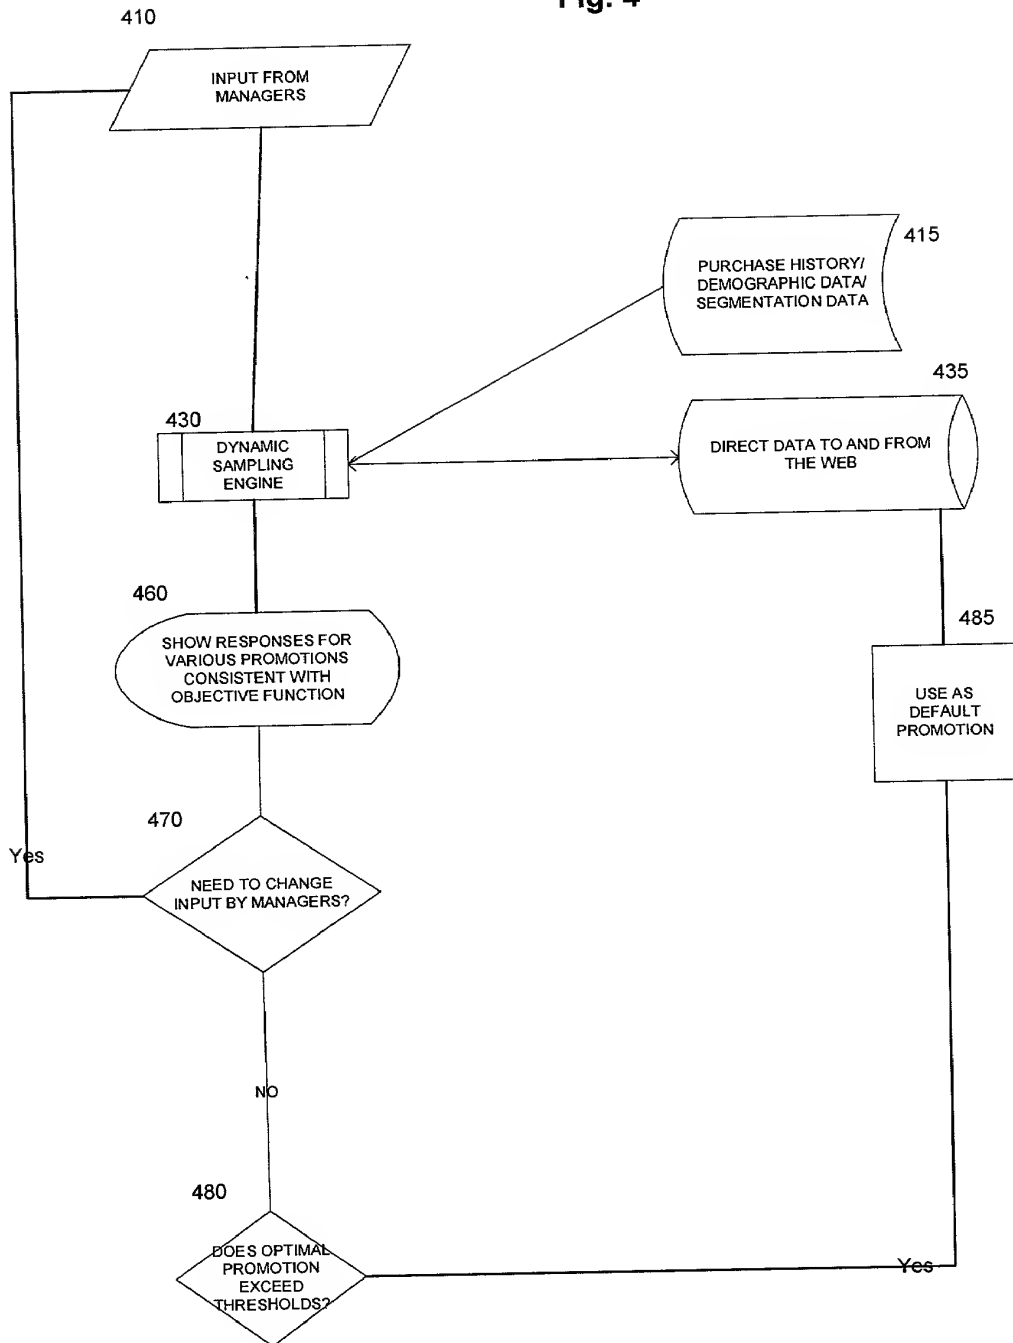 Fig. 4
410
INPUT FROM
MANAGERS
415
PURCHASE HISTORY/
DEMOGRAPHIC DATA/
SEGMENTATION DATA
435
430
DYNAMIC
SAMPLING
ENGINE
DIRECT DATA TO AND FROM
THE WEB
460
SHOW RESPONSES FOR
VARIOUS PROMOTIONS
CONSISTENT WITH
OBJECTIVE FUNCTION
485
USE AS
DEFAULT
PROMOTION
470
Yes
NEED TO CHANGE
INPUT BY MANAGERS?
NO
480
DOES OPTIMAL
PROMOTION
EXCEED
THRESHOLDS?
Yes